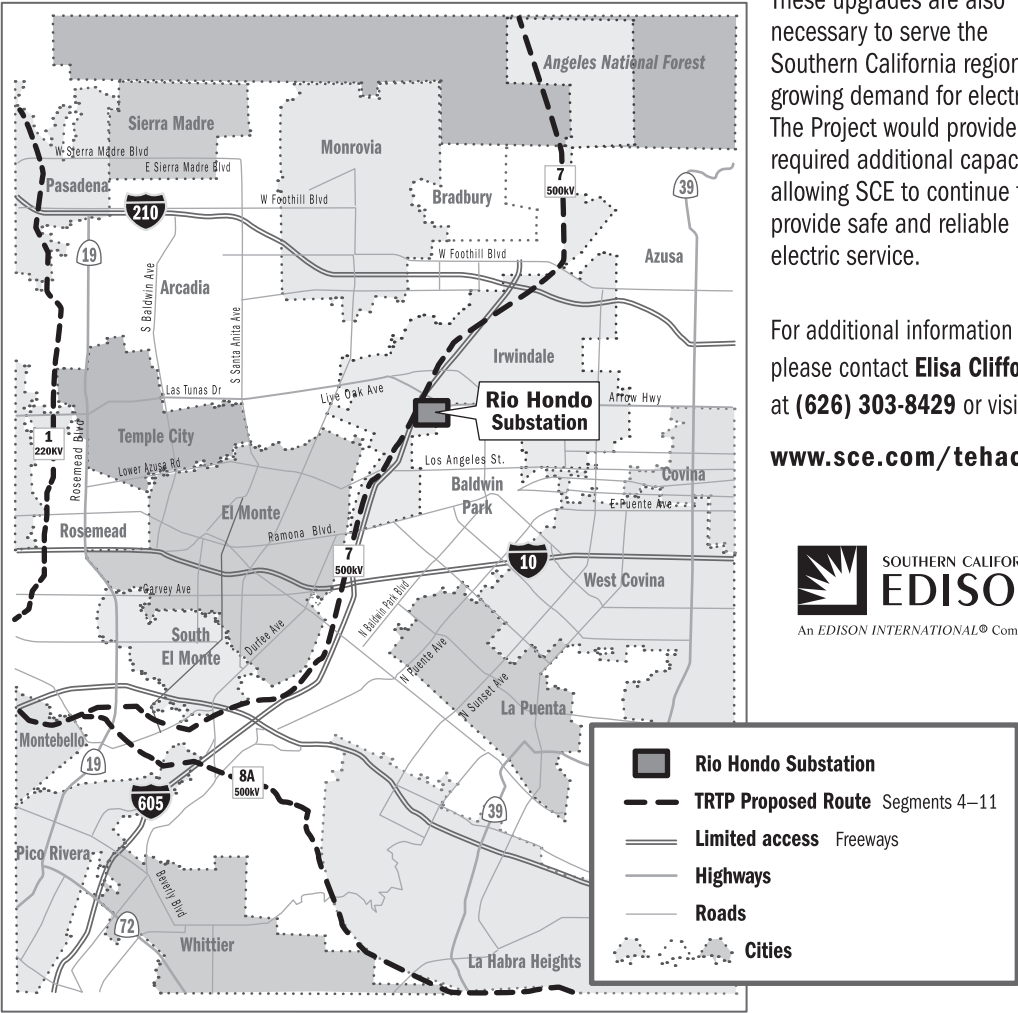 Angeles National Forest
Sierra Madre
W Sierra Madre Blvd
E Sierra Madre Blvd
Monrovia
Pasadena
7
500kV
39
210
W Foothill Blvd
Bradbury
19
W Foothill Blvd
Azusa
S Baldwin Ave
Arcadia
S Santa Anita Ave
Irwindale
Las Tunas Dr
Live Oak Ave
Rio Hondo
Substation
Arrow Hwy
1
220KV
Rosemead Blvd
Temple City
Lower Azusa Rd
Los Angeles St.
Baldwin
Park
Covina
E Puente Ave
El Monte
Rosemead
Ramona Blvd.
7
500kV
10
West Covina
Garvey Ave
N Baldwin Park Blvd
South
El Monte
Durfee Ave
N Puente Ave
N Sunset Ave
La Puenta
Montebello
19
8A
500kV
605
39
Pico Rivera
Beverly Blvd
72
Whittier
La Habra Heights
Rio Hondo Substation
TRTP Proposed Route Segments 4–11
Limited access Freeways
Highways
Roads
Cities
These upgrades are also
necessary to serve the
Southern California region
growing demand for electr
The Project would provide
required additional capac
allowing SCE to continue
provide safe and reliable
electric service.
For additional information
please contact Elisa Cliffo
at (626) 303-8429 or visi
www.sce.com/tehac
SOUTHERN CALIFOR
EDISO
An EDISON INTERNATIONAL® Com